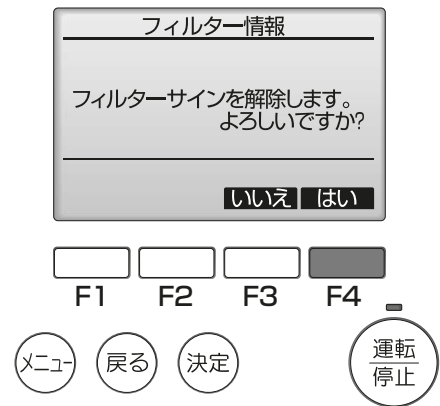 フィルター情報
フィルターサインを解除します。
よろしいですか?
いいえ はい
F1 F2 F3 F4
メニュー 戻る 決定 運転
停止